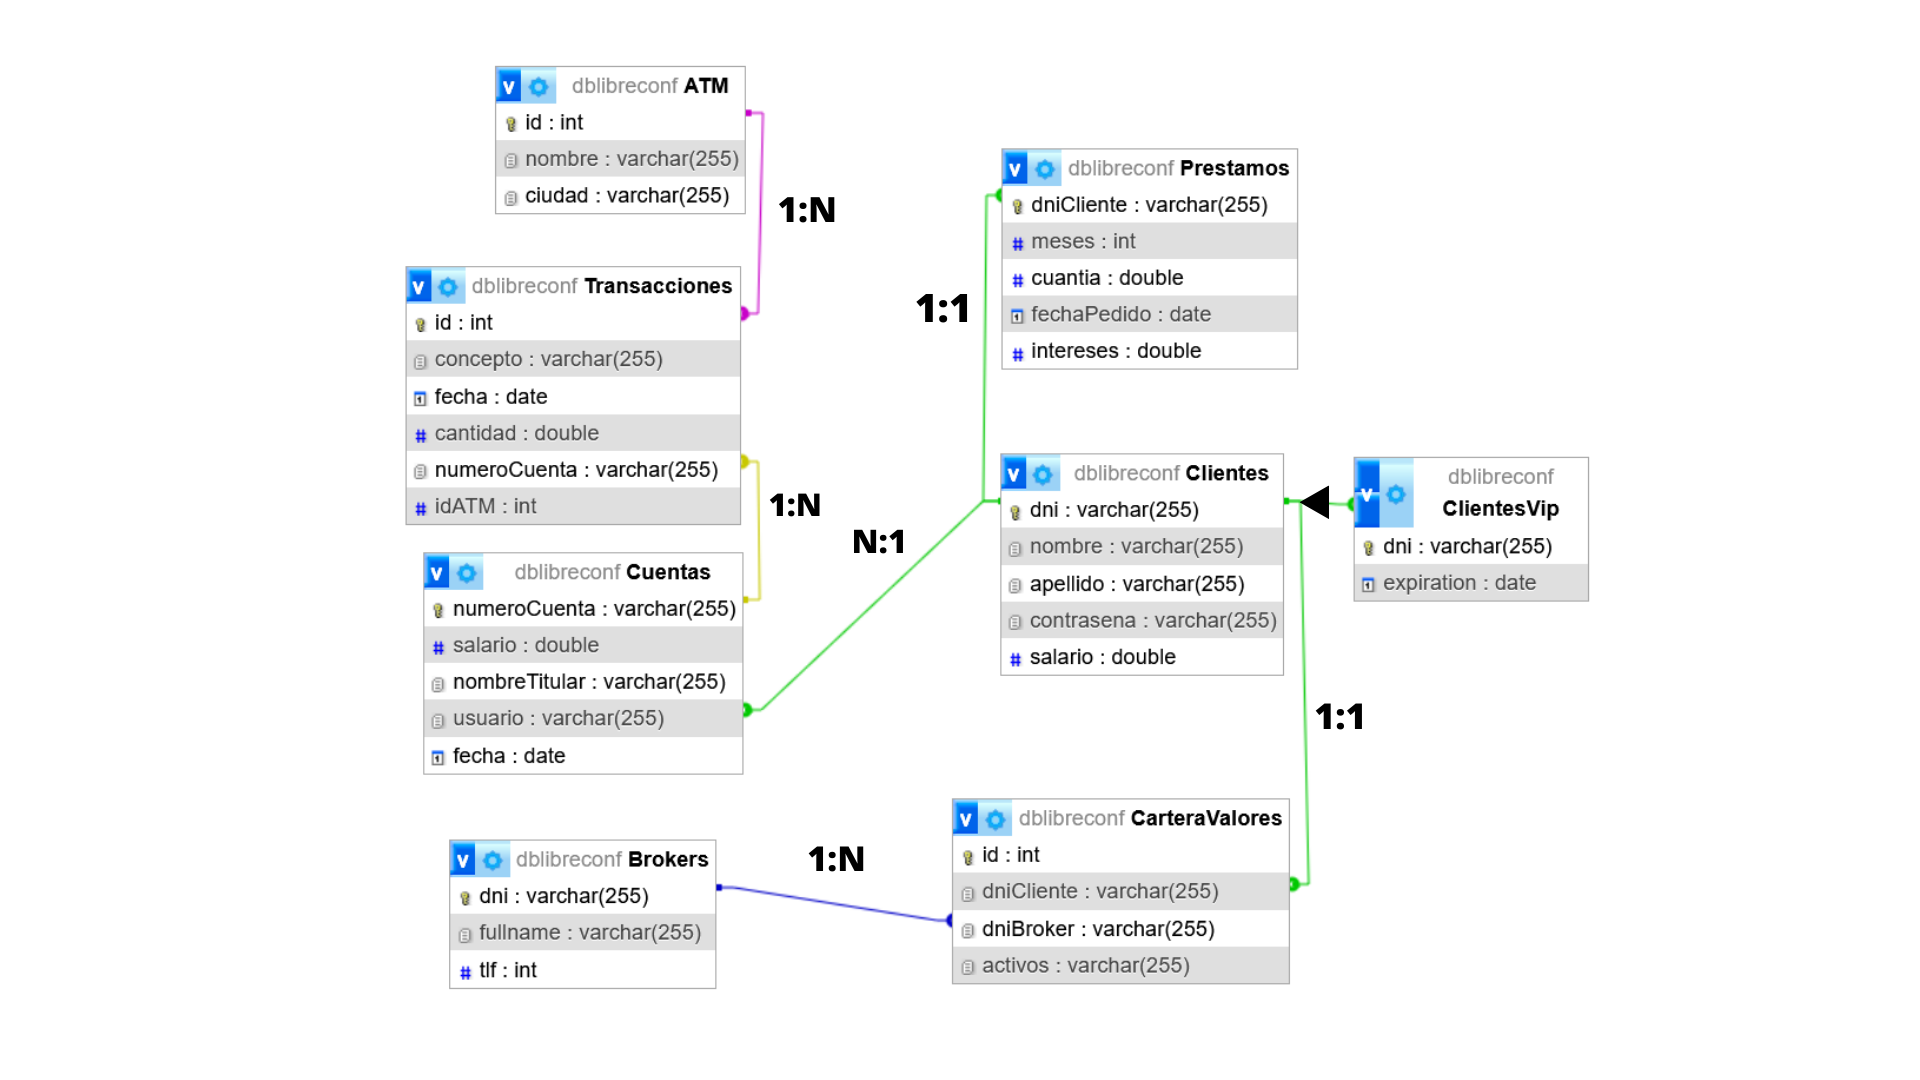 v dblibreconf ATM
id : int
nombre : varchar(255)
ciudad : varchar(255)
1:N
v dblibreconf Transacciones
id : int
concepto : varchar(255)
fecha : date
cantidad : double
numeroCuenta : varchar(255)
idATM : int
1:N
v dblibreconf Cuentas
numeroCuenta : varchar(255)
salario : double
nombreTitular : varchar(255)
usuario : varchar(255)
fecha : date
N:1
v dblibreconf Brokers
dni : varchar(255)
fullname : varchar(255)
tlf : int
1:N
v dblibreconf Prestamos
dniCliente : varchar(255)
meses : int
cuantia : double
fechaPedido : date
intereses : double
1:1
v dblibreconf Clientes
dni : varchar(255)
nombre : varchar(255)
apellido : varchar(255)
contrasena : varchar(255)
salario : double
v dblibreconf
ClientesVip
dni : varchar(255)
expiration : date
1:1
v dblibreconf CarteraValores
id : int
dniCliente : varchar(255)
dniBroker : varchar(255)
activos : varchar(255)